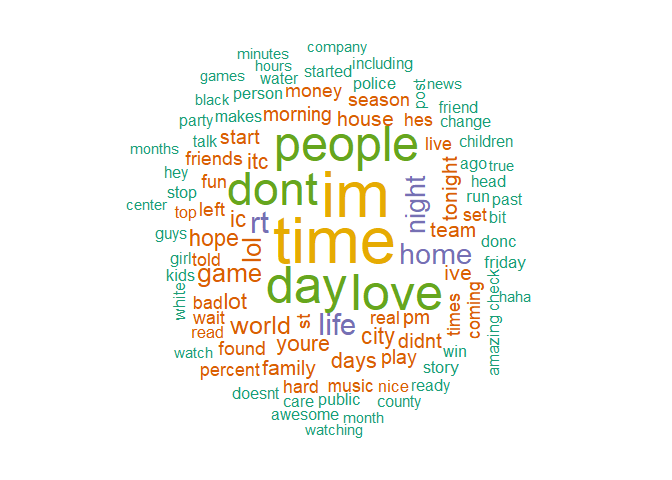 company
minutes
hours
including
games
water
started
police
post
news
black
person
money
season
friend
party
makes
morning
house
hes
change
talk
start
people
live
children
months
friends
itc
tonight
ago
true
hey
fun
dont
im
night
head
stop
run
past
center
top
left
ic
rt
time
set
bit
guys
hope
lol
home
team
donc
girl
told
game
day
love
ive
friday
kids
white
bad
lot
times
coming
amazing
check
haha
wait
world
st
life
real
pm
read
youre
city
didnt
win
watch
found
days
play
story
percent
family
hard
music
nice
ready
doesnt
care
public
county
awesome
month
watching